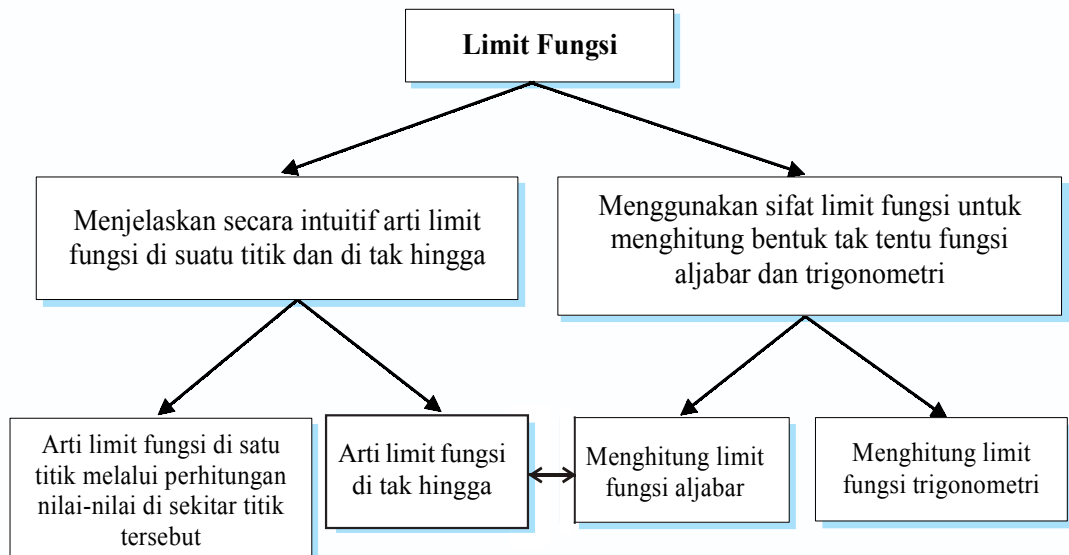 Limit Fungsi
Menjelaskan secara intuitif arti limit
fungsi di suatu titik dan di tak hingga
Menggunakan sifat limit fungsi untuk
menghitung bentuk tak tentu fungsi
aljabar dan trigonometri
Arti limit fungsi di satu
titik melalui perhitungan
nilai-nilai di sekitar titik
tersebut
Arti limit fungsi
di tak hingga
Menghitung limit
fungsi aljabar
Menghitung limit
fungsi trigonometri